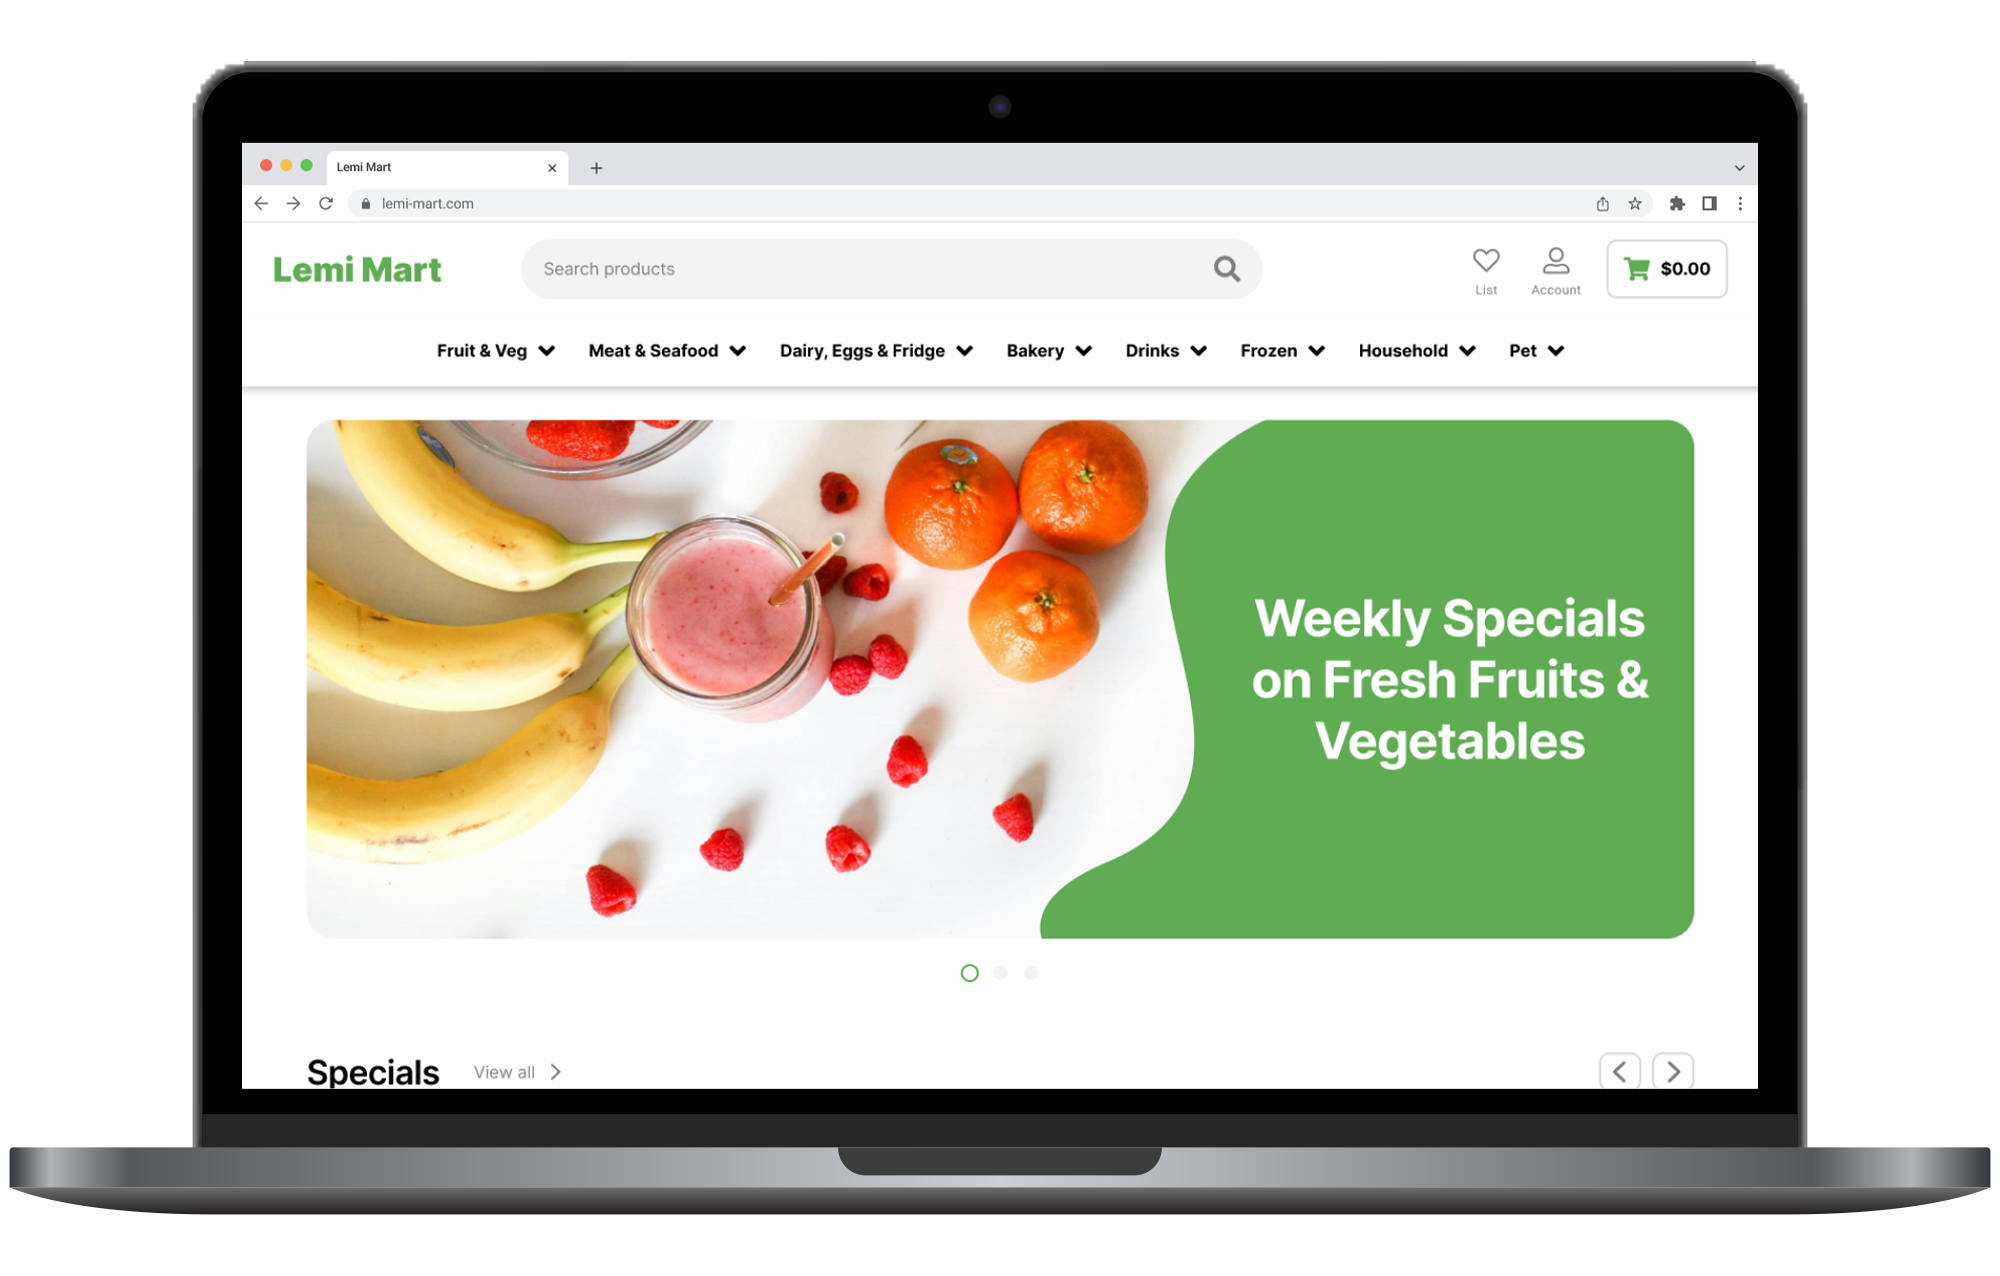 Lemi Mart
lemi-mart.com
Lemi Mart
Search products
List
Account
$0.00
Fruit & Veg
Meat & Seafood
Dairy, Eggs & Fridge
Bakery
Drinks
Frozen
Household
Pet
Weekly Specials
on Fresh Fruits &
Vegetables
Specials
View all